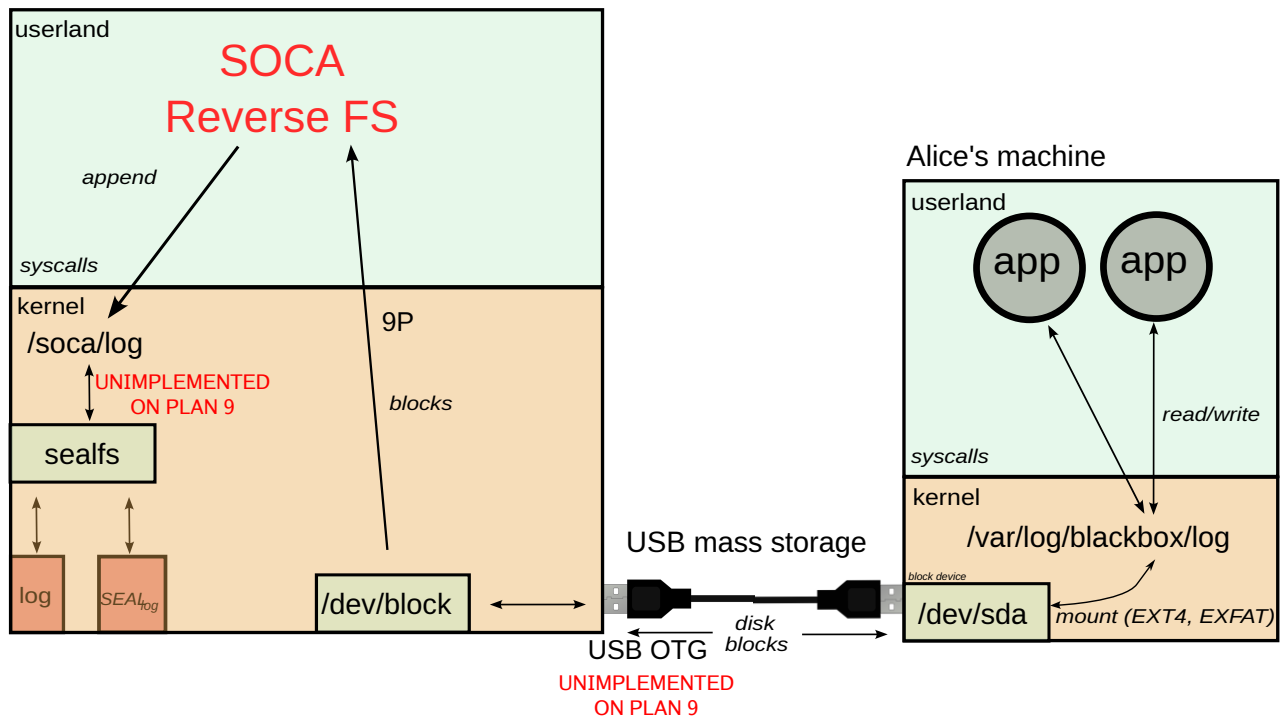 userland
SOCA
Reverse FS
append
syscalls
kernel
/soca/log
9P
UNIMPLEMENTED
ON PLAN 9
blocks
sealfs
log
SEALlog
/dev/block
USB mass storage
disk
blocks
USB OTG
UNIMPLEMENTED
ON PLAN 9
Alice's machine
userland
app
app
read/write
syscalls
kernel
/var/log/blackbox/log
block device
/dev/sda
mount (EXT4, EXFAT)